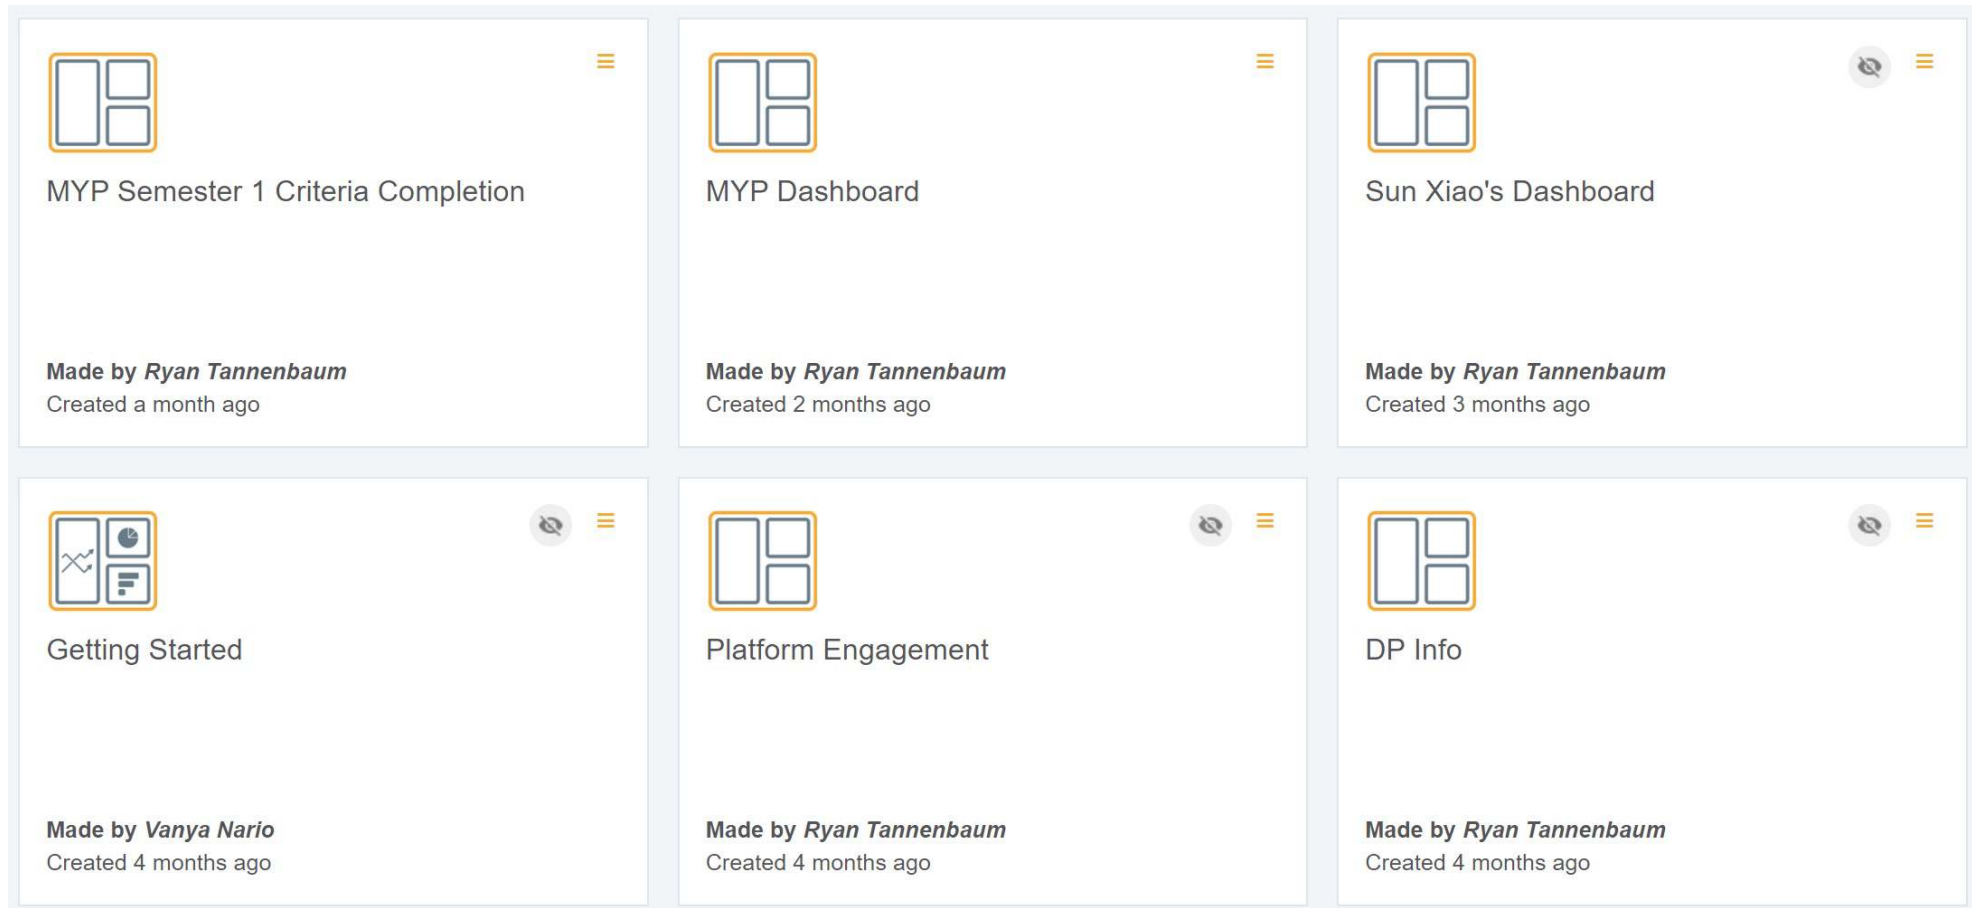 MYP Semester 1 Criteria Completion
Made by Ryan Tannenbaum
Created a month ago
MYP Dashboard
Made by Ryan Tannenbaum
Created 2 months ago
Sun Xiao's Dashboard
Made by Ryan Tannenbaum
Created 3 months ago
Getting Started
Made by Vanya Nario
Created 4 months ago
Platform Engagement
Made by Ryan Tannenbaum
Created 4 months ago
DP Info
Made by Ryan Tannenbaum
Created 4 months ago